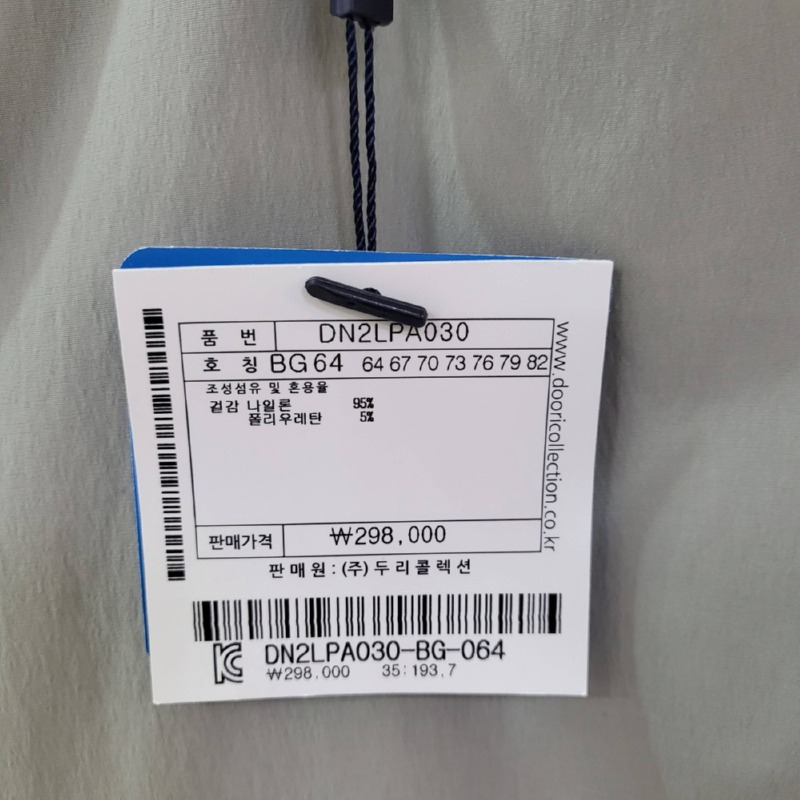 품 번 DN2LPA030
호 칭 BG64 64 67 70 73 76 79 82
조성섬유 및 혼용율
겉감 나일론 95%
폴리우레탄 5%
판매가격 ₩298,000
판매원:(주)두리콜렉션
www.dooricollection.co.kr
KC DN2LPA030-BG-064
₩298,000 35:193,7